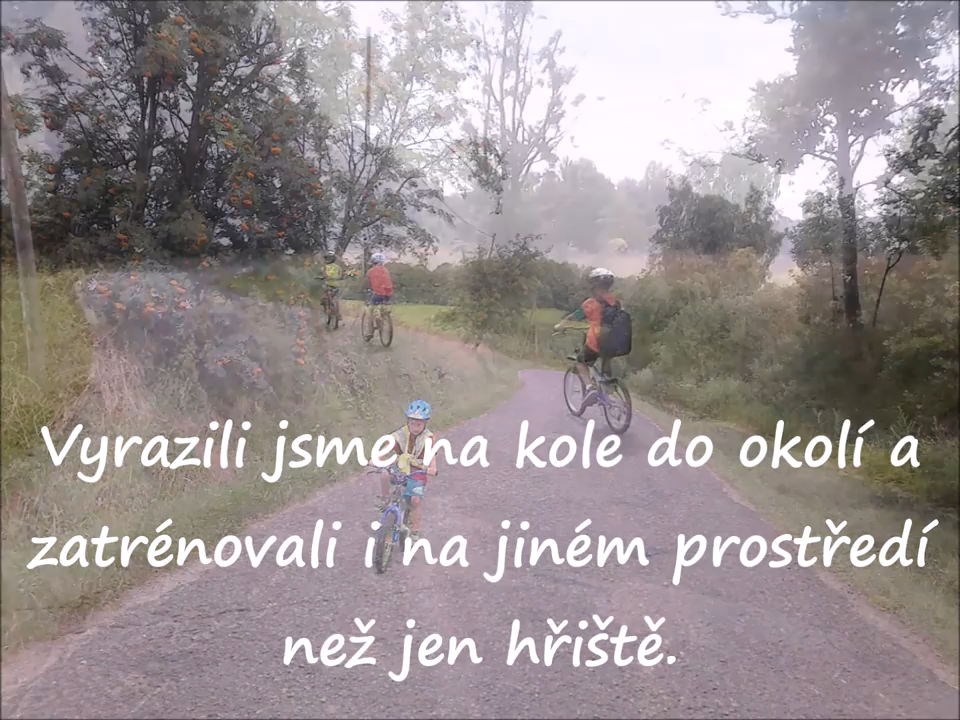 Vyrazili jsme na kole do okolí a
zatrénovali i na jiném prostředí
než jen hřiště.